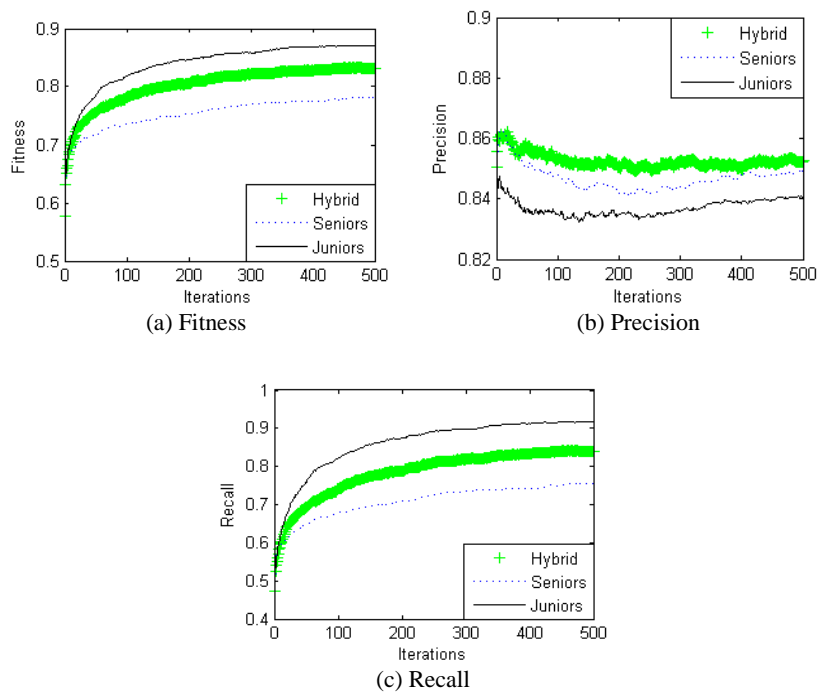 0.9
0.8
0.7
0.6
0.5
Fitness
0 100 200 300 400 500
Iterations
Hybrid
Seniors
Juniors
(a) Fitness
0.9
0.88
0.86
0.84
0.82
Precision
0 100 200 300 400 500
Iterations
Hybrid
Seniors
Juniors
(b) Precision
1
0.9
0.8
0.7
0.6
0.5
0.4
Recall
0 100 200 300 400 500
Iterations
Hybrid
Seniors
Juniors
(c) Recall